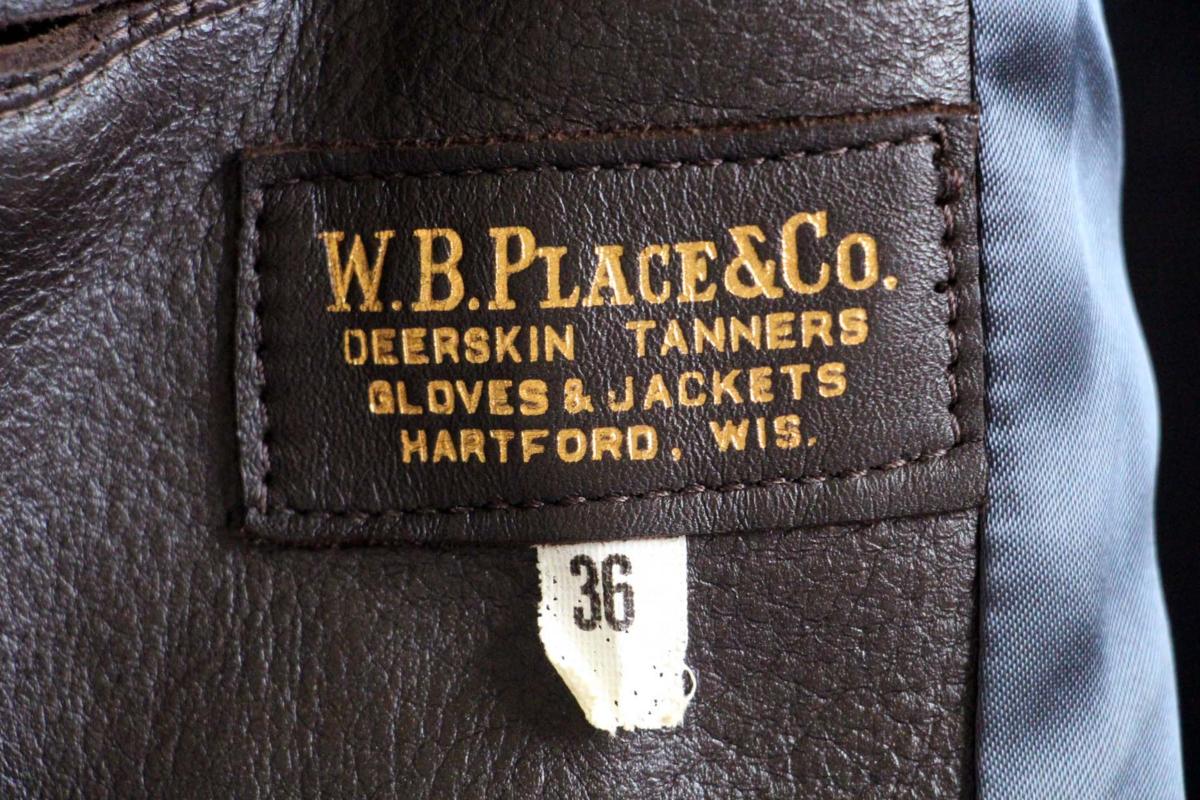 W.B.PLACE&CO.
DEERSKIN TANNERS
GLOVES & JACKETS
HARTFORD, WIS.
36